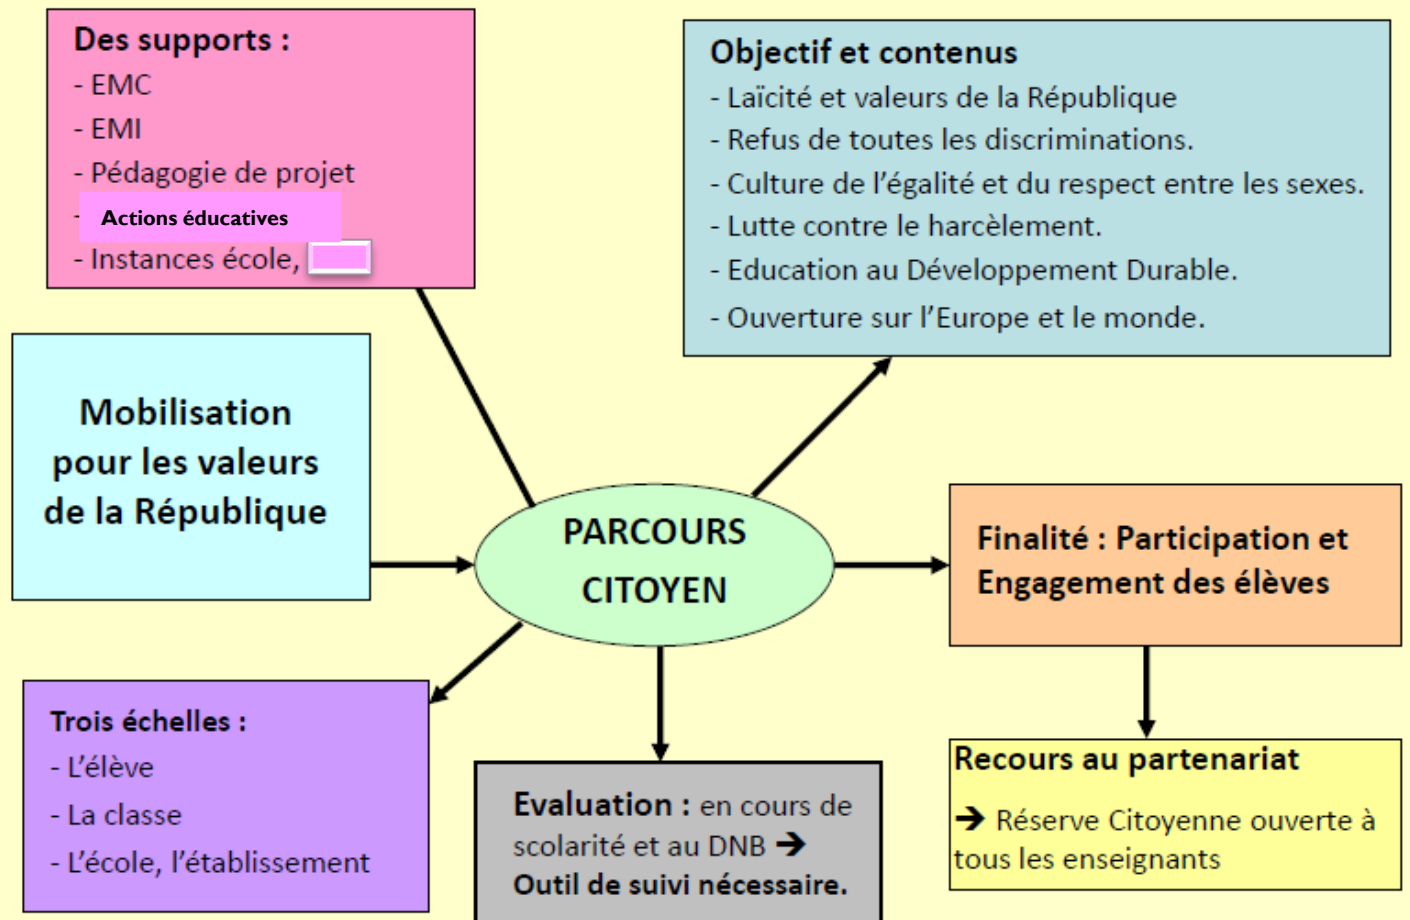 Des supports :
- EMC
- EMI
- Pédagogie de projet
- Actions éducatives
- Instances école,
Objectif et contenus
- Laïcité et valeurs de la République
- Refus de toutes les discriminations.
- Culture de l'égalité et du respect entre les sexes.
- Lutte contre le harcèlement.
- Education au Développement Durable.
- Ouverture sur l'Europe et le monde.
Mobilisation
pour les valeurs
de la République
PARCOURS
CITOYEN
Finalité : Participation et
Engagement des élèves
Trois échelles :
- L'élève
- La classe
- L'école, l'établissement
Evaluation : en cours de
scolarité et au DNB ➔
Outil de suivi nécessaire.
Recours au partenariat
➔ Réserve Citoyenne ouverte à
tous les enseignants